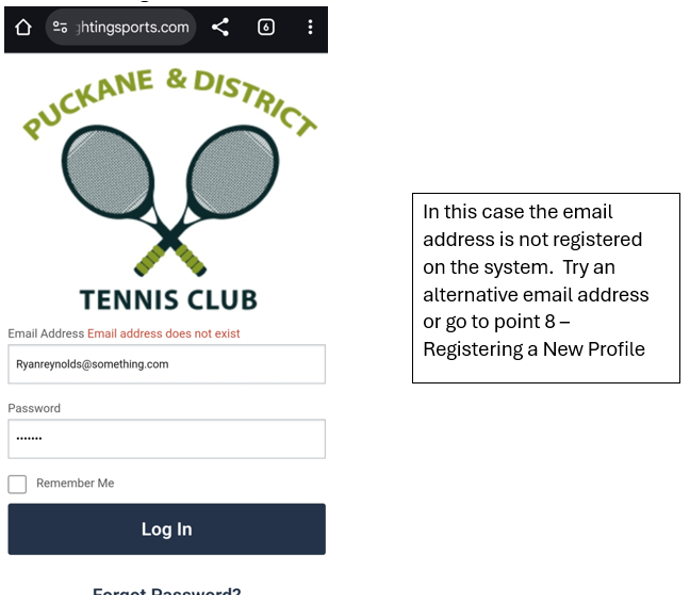 6
ghtingsports.com
PUCKANE & DISTRICT
TENNIS CLUB
Email Address Email address does not exist
Ryanreynolds@something.com
Password
Remember Me
Log In
Forgot Password?
In this case the email
address is not registered
on the system. Try an
alternative email address
or go to point 8 –
Registering a New Profile